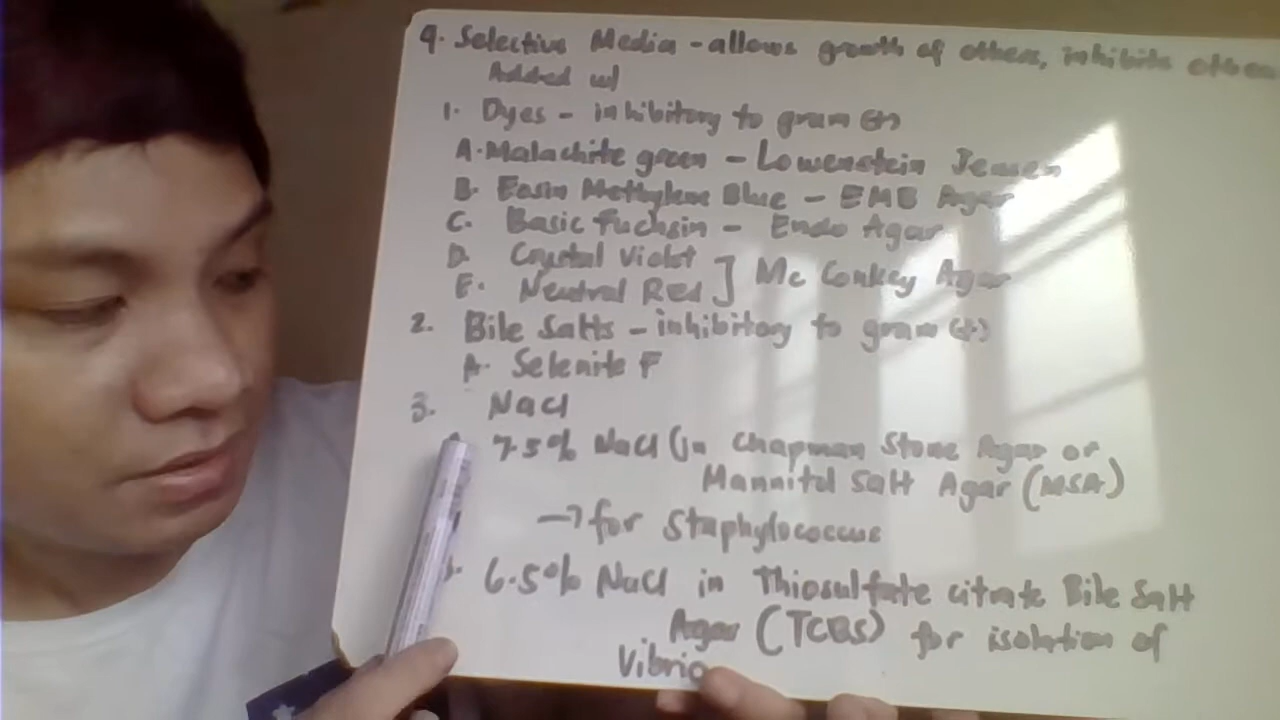 9. Selective Media - allows growth of others, inhibits others
Added w/
1. Dyes - inhibitory to gram (+)
A. Malachite green - Lowenstein Jensen
B. Eosin Methylene Blue - EMB Agar
C. Basic Fuchsin - Endo Agar
D. Crystal Violet
E. Neutral Red ] Mc Conkey Agar
2. Bile Salts - inhibitory to gram (+)
A. Selenite F
3. NaCl
7.5% NaCl (in Chapman Stone Agar or
Mannitol Salt Agar (MSA)
→ for Staphylococcus
6.5% NaCl in Thiosulfate citrate Bile Salt
Agar (TCBS) for isolation of
Vibrio